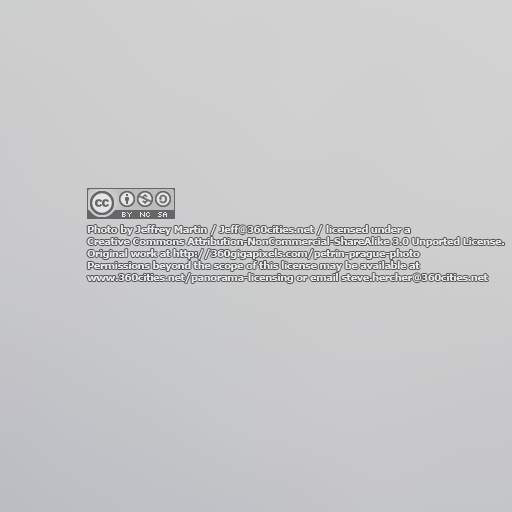 cc BY NC SA
Photo by Jeffrey Martin / Jeff@360cities.net / licensed under a
Creative Commons Attribution-NonCommercial-ShareAlike 3.0 Unported License.
Original work at http://360gigapixels.com/petrin-prague-photo
Permissions beyond the scope of this license may be available at
www.360cities.net/panorama-licensing or email steve.hercher@360cities.net